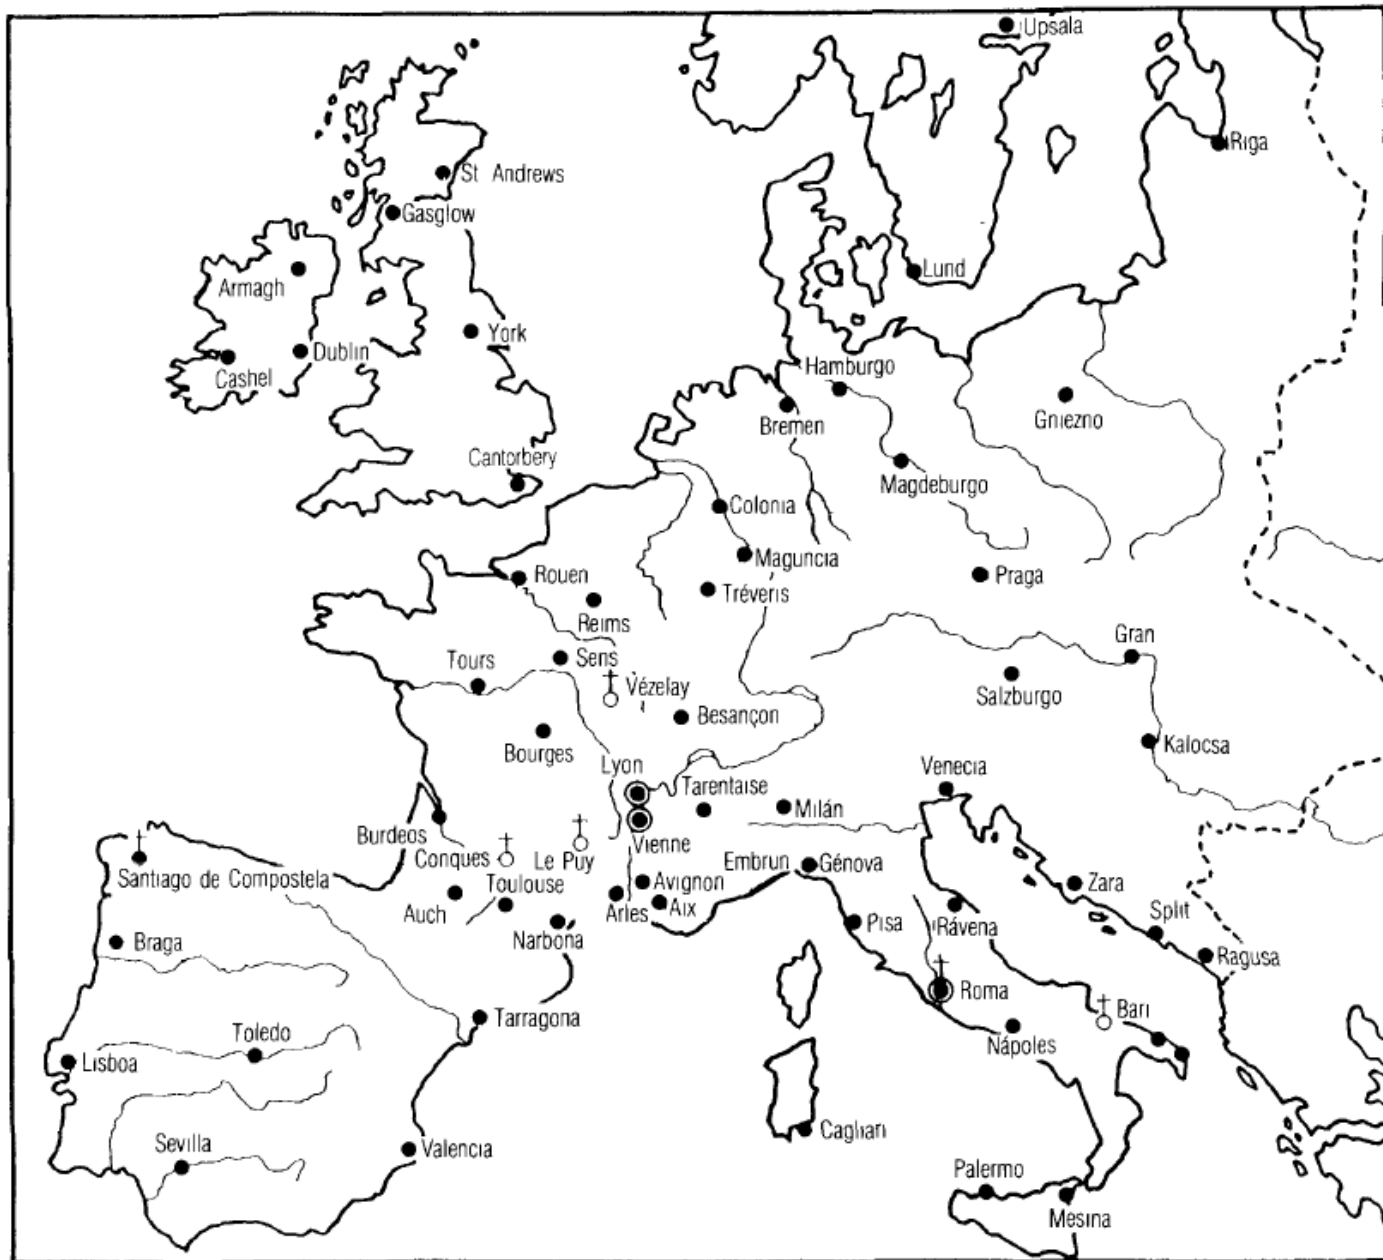 Upsala
Riga
St Andrews
Gasglow
Lund
Armagh
York
Dublin
Cashel
Hamburgo
Bremen
Gniezno
Cantorbery
Magdeburgo
Colonia
Maguncia
Rouen
Praga
Tréveris
Reims
Gran
Tours
Sens
Vézelay
Salzburgo
Besançon
Bourges
Kalocsa
Lyon
Tarentaise
Venecia
Milán
Burdeos
Vienne
Conques
Le Puy
Embrun
Génova
Santiago de Compostela
Toulouse
Avignon
Zara
Auch
Arles
Aix
Split
Narbona
Pisa
Rávena
Braga
Ragusa
Roma
Bari
Tarragona
Toledo
Nápoles
Lisboa
Cagliari
Sevilla
Valencia
Palermo
Mesina